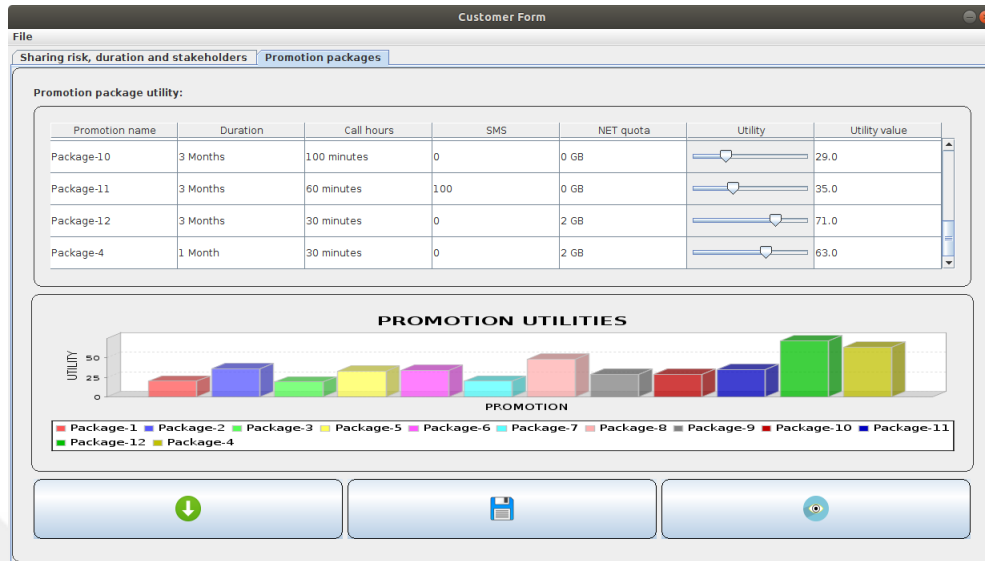 Customer Form
File
Sharing risk, duration and stakeholders Promotion packages
Promotion package utility:
Promotion name Duration Call hours SMS NET quota Utility Utility value
Package-10 3 Months 100 minutes 0 0 GB 29.0
Package-11 3 Months 60 minutes 100 0 GB 35.0
Package-12 3 Months 30 minutes 0 2 GB 71.0
Package-4 1 Month 30 minutes 0 2 GB 63.0
PROMOTION UTILITIES
UTILITY
50
25
0
PROMOTION
Package-1 Package-2 Package-3 Package-5 Package-6 Package-7 Package-8 Package-9 Package-10 Package-11
Package-12 Package-4